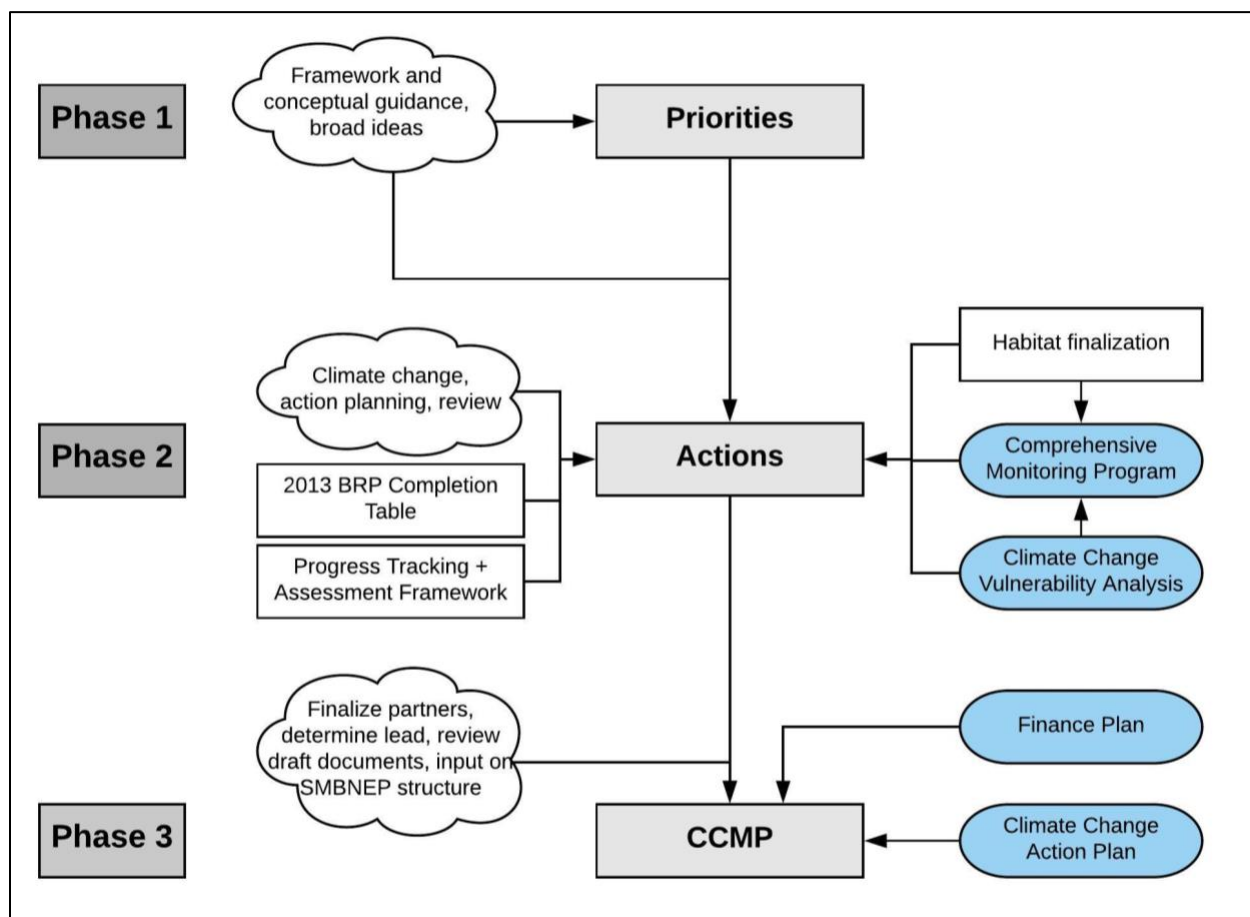 Phase 1
Framework and
conceptual guidance,
broad ideas
Priorities
Phase 2
Climate change,
action planning, review
2013 BRP Completion
Table
Progress Tracking +
Assessment Framework
Actions
Habitat finalization
Comprehensive
Monitoring Program
Climate Change
Vulnerability Analysis
Phase 3
Finalize partners,
determine lead, review
draft documents, input on
SMBNEP structure
CCMP
Finance Plan
Climate Change
Action Plan